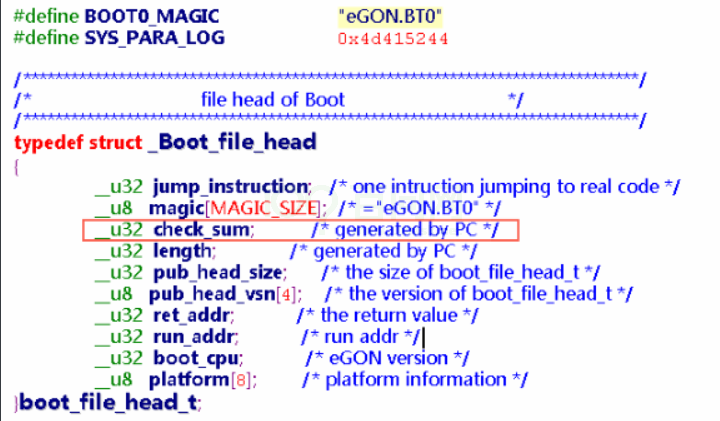 #define BOOT0_MAGIC "eGON.BT0"
#define SYS_PARA_LOG 0x4d415244
/******************************************************************************/
/* file head of Boot */
/******************************************************************************/
typedef struct _Boot_file_head
{
__u32 jump_instruction; /* one intruction jumping to real code */
__u8 magic[MAGIC_SIZE]; /* ="eGON.BT0" */
__u32 check_sum; /* generated by PC */
__u32 length; /* generated by PC */
__u32 pub_head_size; /* the size of boot_file_head_t */
__u8 pub_head_vsn[4]; /* the version of boot_file_head_t */
__u32 ret_addr; /* the return value */
__u32 run_addr; /* run addr */
__u32 boot_cpu; /* eGON version */
__u8 platform[8]; /* platform information */
}boot_file_head_t;